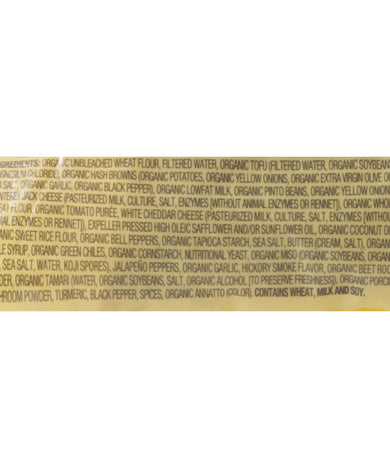 INGREDIENTS: ORGANIC UNBLEACHED WHEAT FLOUR, FILTERED WATER, ORGANIC TOFU (FILTERED WATER, ORGANIC SOYBEANS,
MAGNESIUM CHLORIDE), ORGANIC HASH BROWNS (ORGANIC POTATOES, ORGANIC YELLOW ONIONS, ORGANIC EXTRA VIRGIN OLIVE
SALT, ORGANIC GARLIC, ORGANIC BLACK PEPPER), ORGANIC LOWFAT MILK, ORGANIC PINTO BEANS, ORGANIC YELLOW
JACK CHEESE (PASTEURIZED MILK, CULTURE, SALT, ENZYMES [WITHOUT ANIMAL ENZYMES OR RENNET]), ORGANIC
FLOUR (ORGANIC TOMATO PURÉE, WHITE CHEDDAR CHEESE (PASTEURIZED MILK, CULTURE, SALT, ENZYMES [WITHOUT
ENZYMES OR RENNET]), EXPELLER PRESSED HIGH OLEIC SAFFLOWER AND/OR SUNFLOWER OIL, ORGANIC COCONUT
ORGANIC SWEET RICE FLOUR, ORGANIC BELL PEPPERS, ORGANIC TAPIOCA STARCH, SEA SALT, BUTTER (CREAM, SALT), ORGANIC
SYRUP, ORGANIC GREEN CHILES, ORGANIC CORNSTARCH, NUTRITIONAL YEAST, ORGANIC MISO (ORGANIC SOYBEANS, ORGANIC
, SEA SALT, WATER, KOJI SPORES), JALAPEÑO PEPPERS, ORGANIC GARLIC, HICKORY SMOKE FLAVOR, ORGANIC BEET
POWDER, ORGANIC TAMARI (WATER, ORGANIC SOYBEANS, SALT, ORGANIC ALCOHOL [TO PRESERVE FRESHNESS]), ORGANIC
MUSHROOM POWDER, TURMERIC, BLACK PEPPER, SPICES, ORGANIC ANNATTO (COLOR). CONTAINS WHEAT, MILK AND SOY.